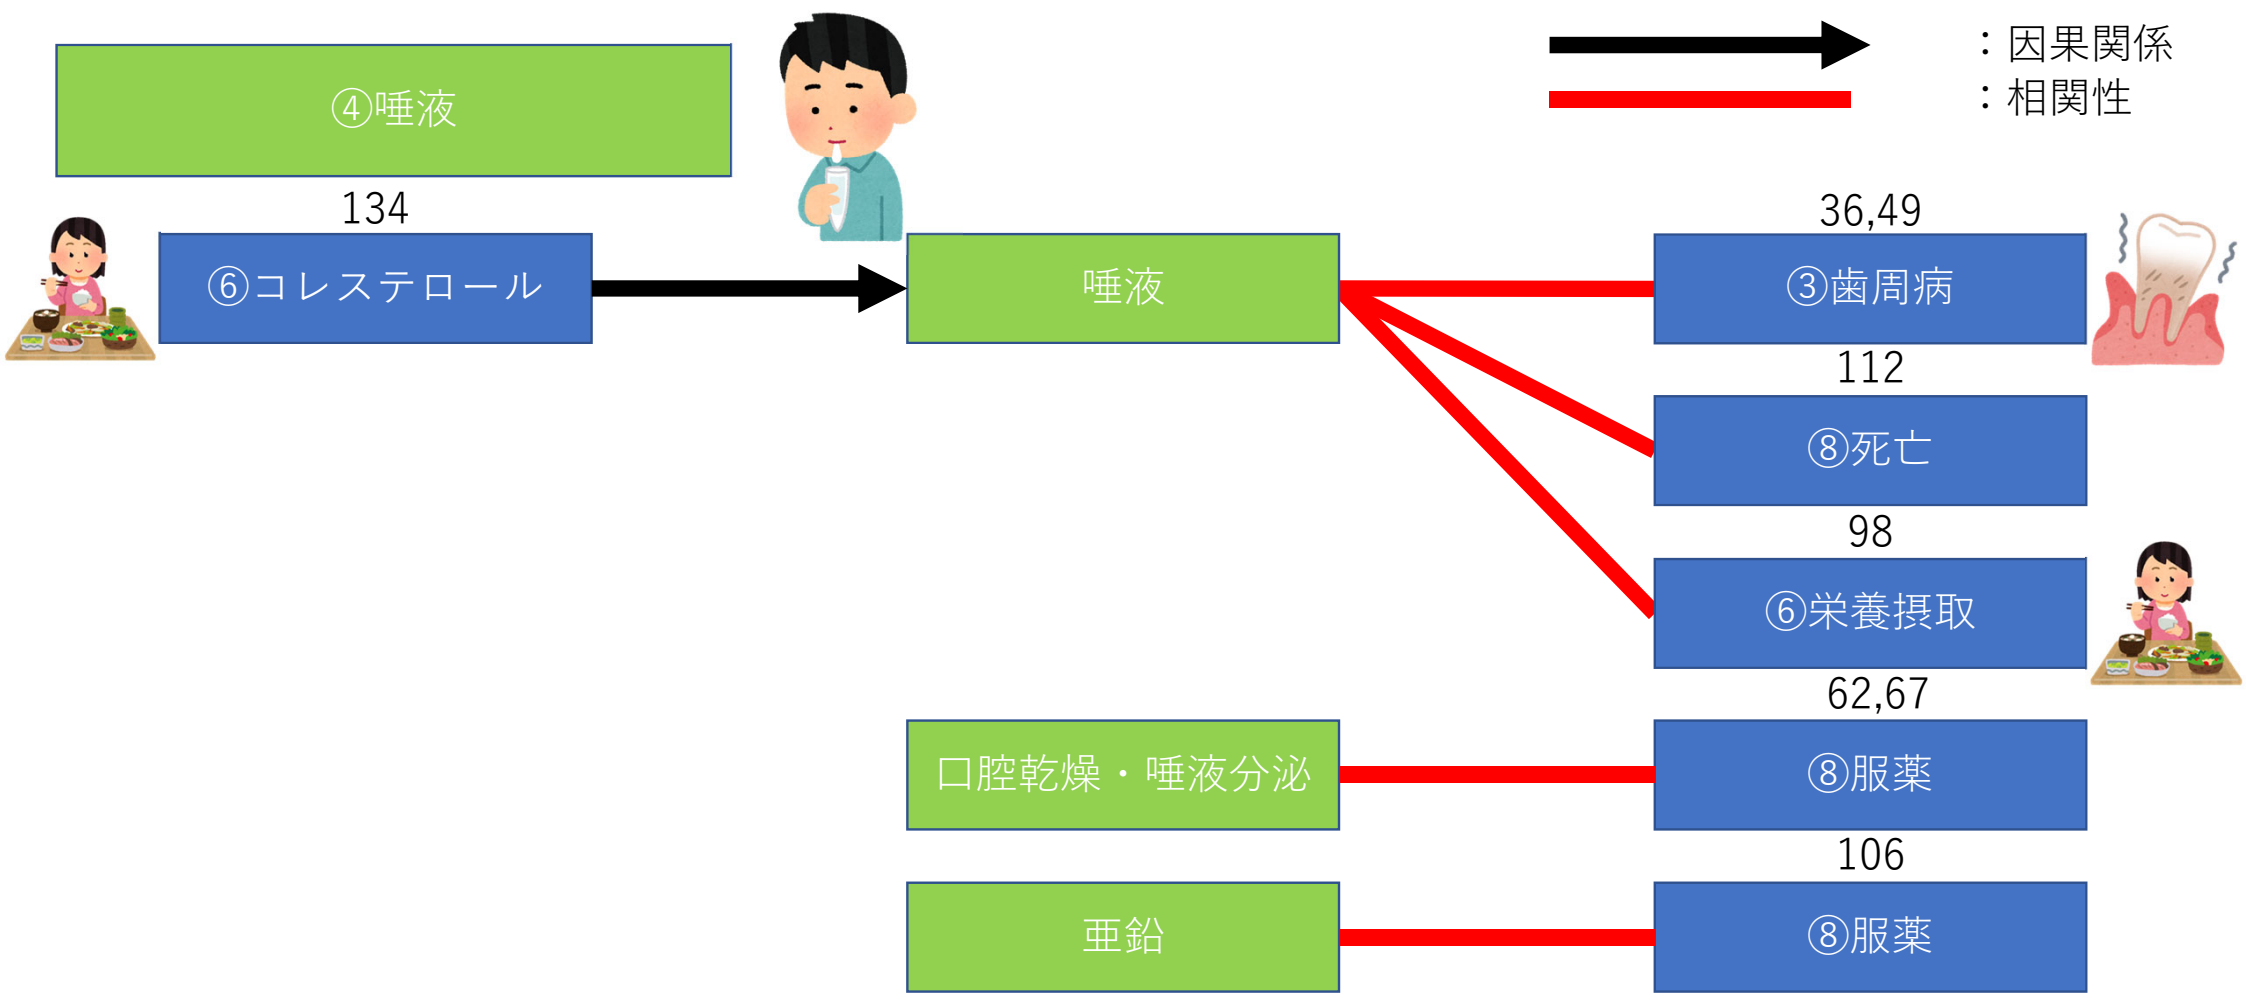 ④唾液
：因果関係
：相関性
134
36,49
⑥コレステロール
唾液
③歯周病
112
⑧死亡
98
⑥栄養摂取
62,67
口腔乾燥・唾液分泌
⑧服薬
106
亜鉛
⑧服薬